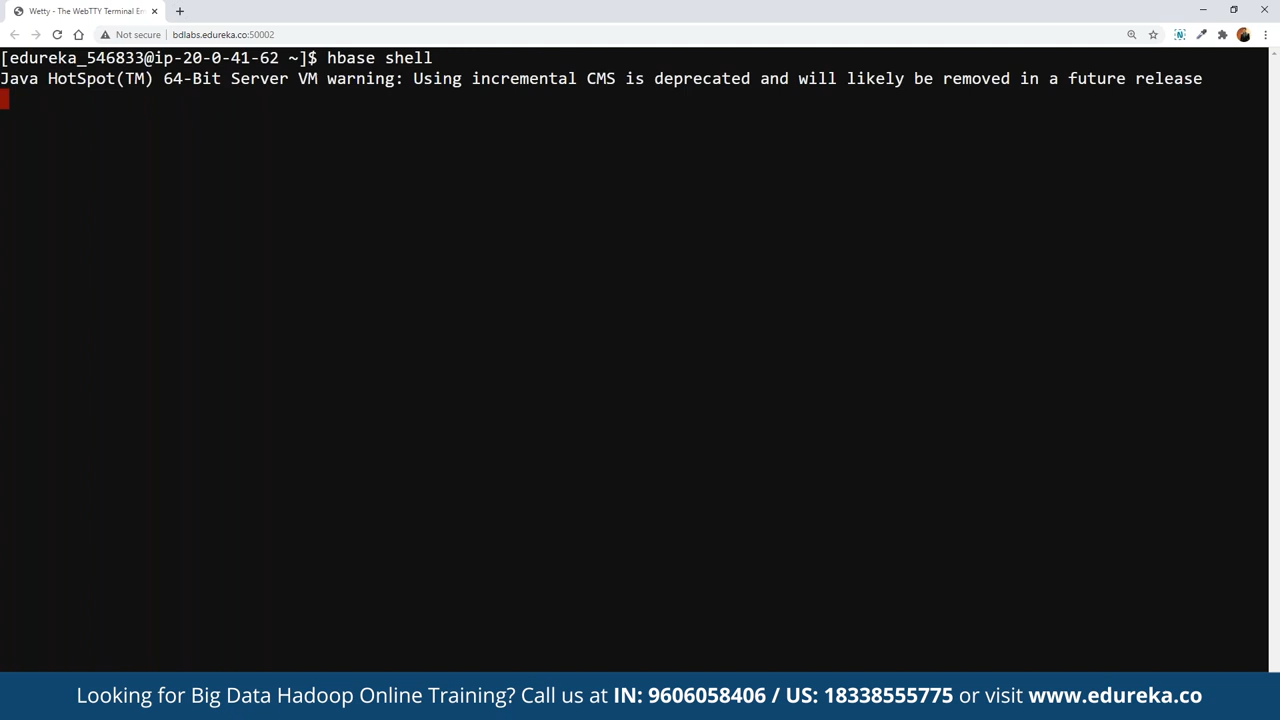 Wetty - The WebTTY Terminal Em
Not secure
bdlabs.edureka.co:50002
[edureka_546833@ip-20-0-41-62 ~]$ hbase shell
Java HotSpot(TM) 64-Bit Server VM warning: Using incremental CMS is deprecated and will likely be removed in a future release
Looking for Big Data Hadoop Online Training? Call us at IN: 9606058406 / US: 18338555775 or visit www.edureka.co